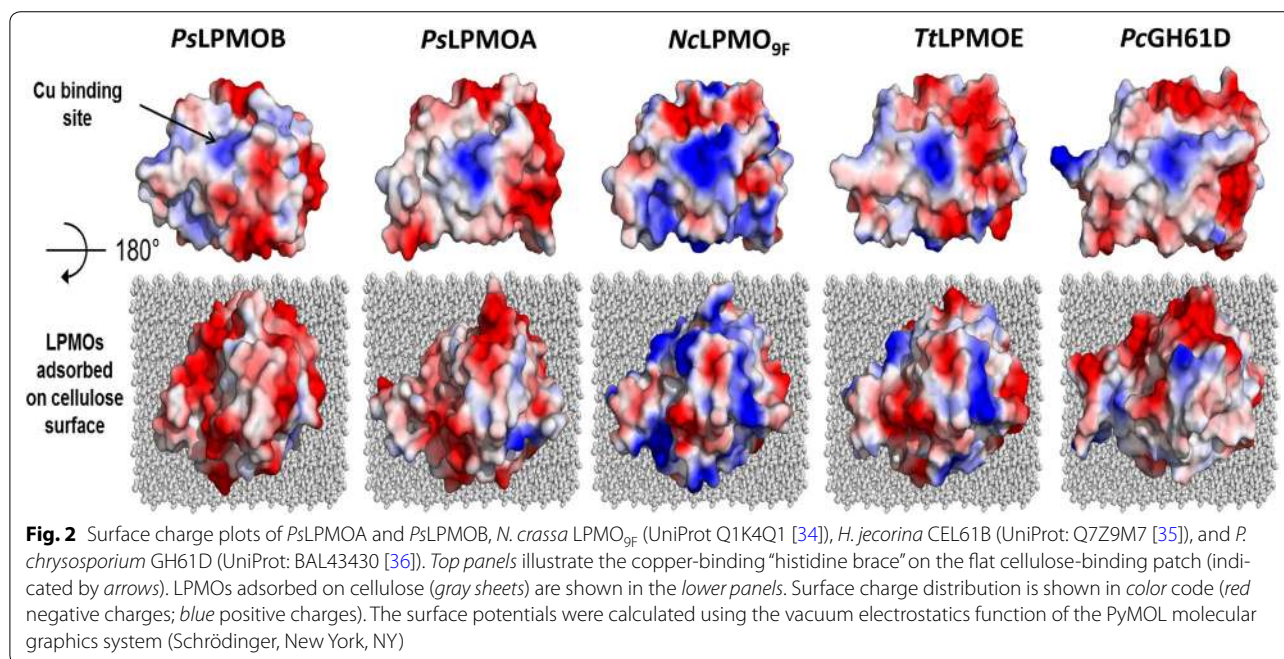 PsLPMOB PsLPMOA NcLPMO9F TtLPMOE PcGH61D
Cu binding
site
180°
LPMOs
adsorbed
on cellulose
surface
Fig. 2 Surface charge plots of PsLPMOA and PsLPMOB, N. crassa LPMO9F (UniProt Q1K4Q1 [34]), H. jecorina CEL61B (UniProt: Q7Z9M7 [35]), and P.
chrysosporium GH61D (UniProt: BAL43430 [36]). Top panels illustrate the copper-binding “histidine brace” on the flat cellulose-binding patch (indi-
cated by arrows). LPMOs adsorbed on cellulose (gray sheets) are shown in the lower panels. Surface charge distribution is shown in color code (red
negative charges; blue positive charges). The surface potentials were calculated using the vacuum electrostatics function of the PyMOL molecular
graphics system (Schrödinger, New York, NY)